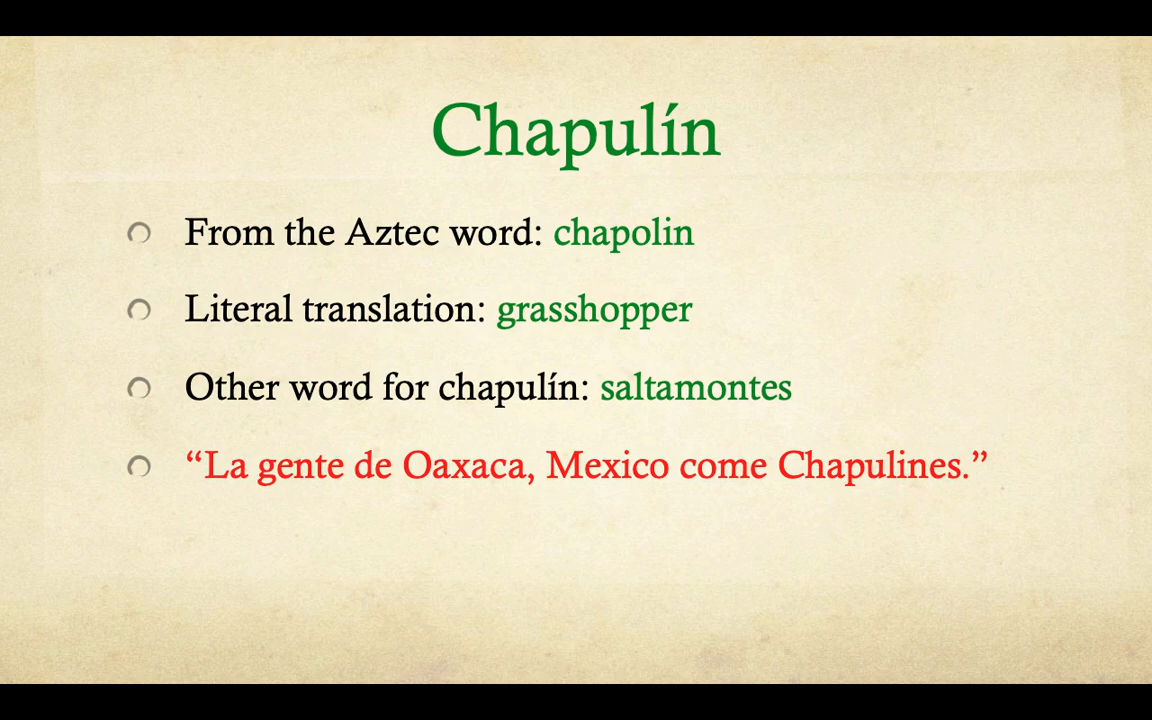 Chapulín
From the Aztec word: chapolin
Literal translation: grasshopper
Other word for chapulín: saltamontes
“La gente de Oaxaca, Mexico come Chapulines.”